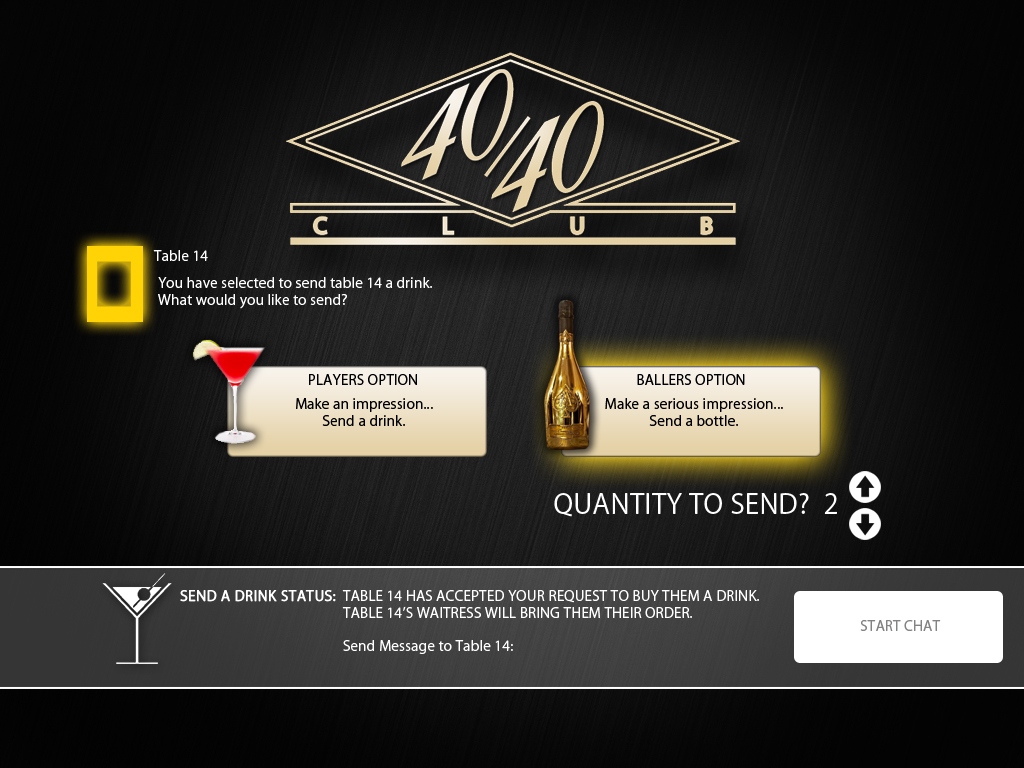 40/40
CLUB
Table 14
You have selected to send table 14 a drink.
What would you like to send?
PLAYERS OPTION
Make an impression...
Send a drink.
BALLERS OPTION
Make a serious impression...
Send a bottle.
QUANTITY TO SEND? 2
SEND A DRINK STATUS: TABLE 14 HAS ACCEPTED YOUR REQUEST TO BUY THEM A DRINK.
TABLE 14'S WAITRESS WILL BRING THEM THEIR ORDER.
Send Message to Table 14:
START CHAT